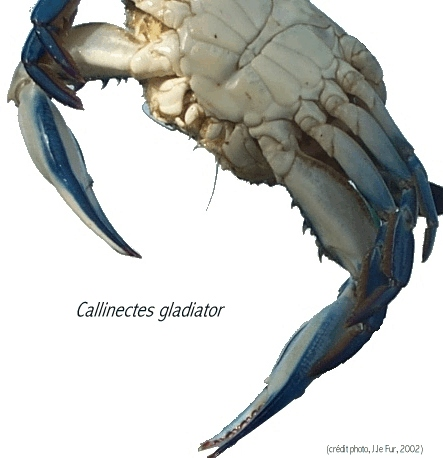 Callinectes gladiator
(crédit photo, J.le Fur, 2002)